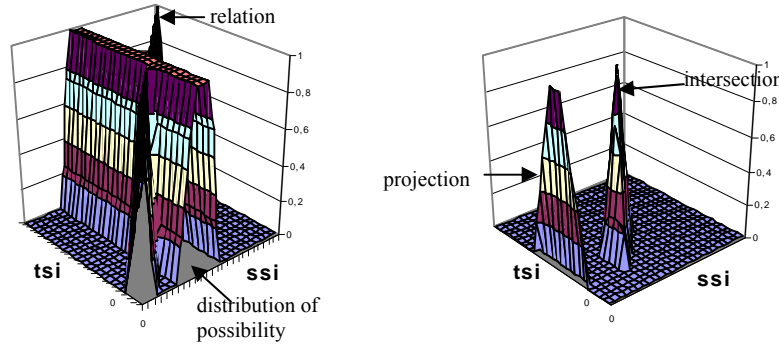 relation
1
0,8
0,6
0,4
0,2
0
tsi
ssi
0
0
distribution of
possibility
1
intersection
0,8
0,6
0,4
projection
0,2
0
tsi
ssi
0
0